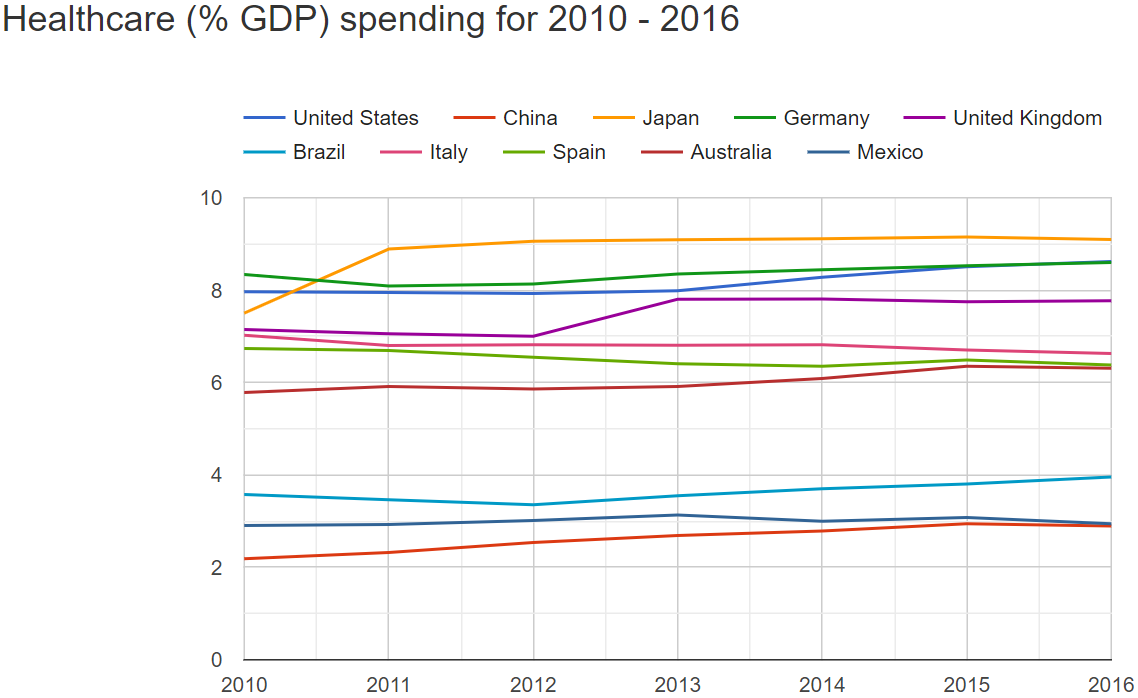 Healthcare (% GDP) spending for 2010 - 2016
United States China Japan Germany United Kingdom
Brazil Italy Spain Australia Mexico
10
8
6
4
2
0
2010 2011 2012 2013 2014 2015 2016